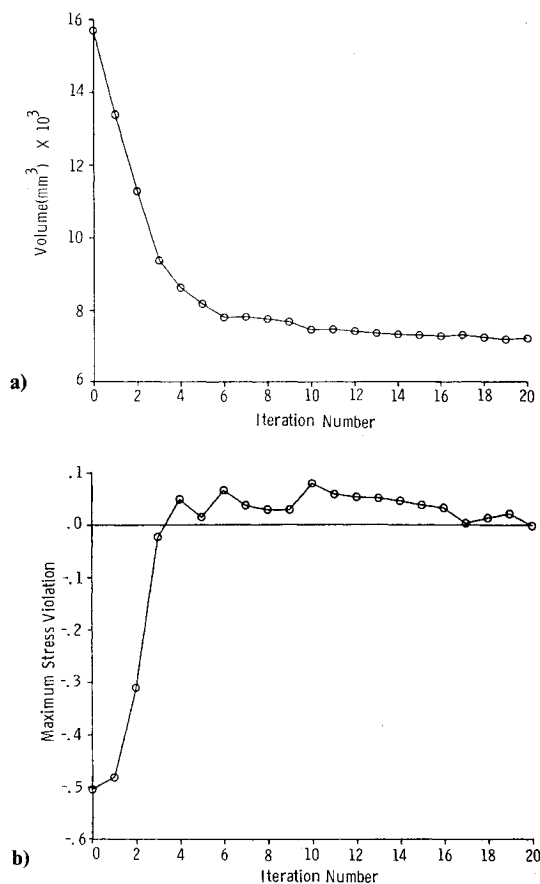 16
14
12
10
8
6
Volume(mm³) X 10³
a)
0 2 4 6 8 10 12 14 16 18 20
Iteration Number
.1
.0
-.1
-.2
-.3
-.4
-.5
-.6
Maximum Stress Violation
b)
0 2 4 6 8 10 12 14 16 18 20
Iteration Number